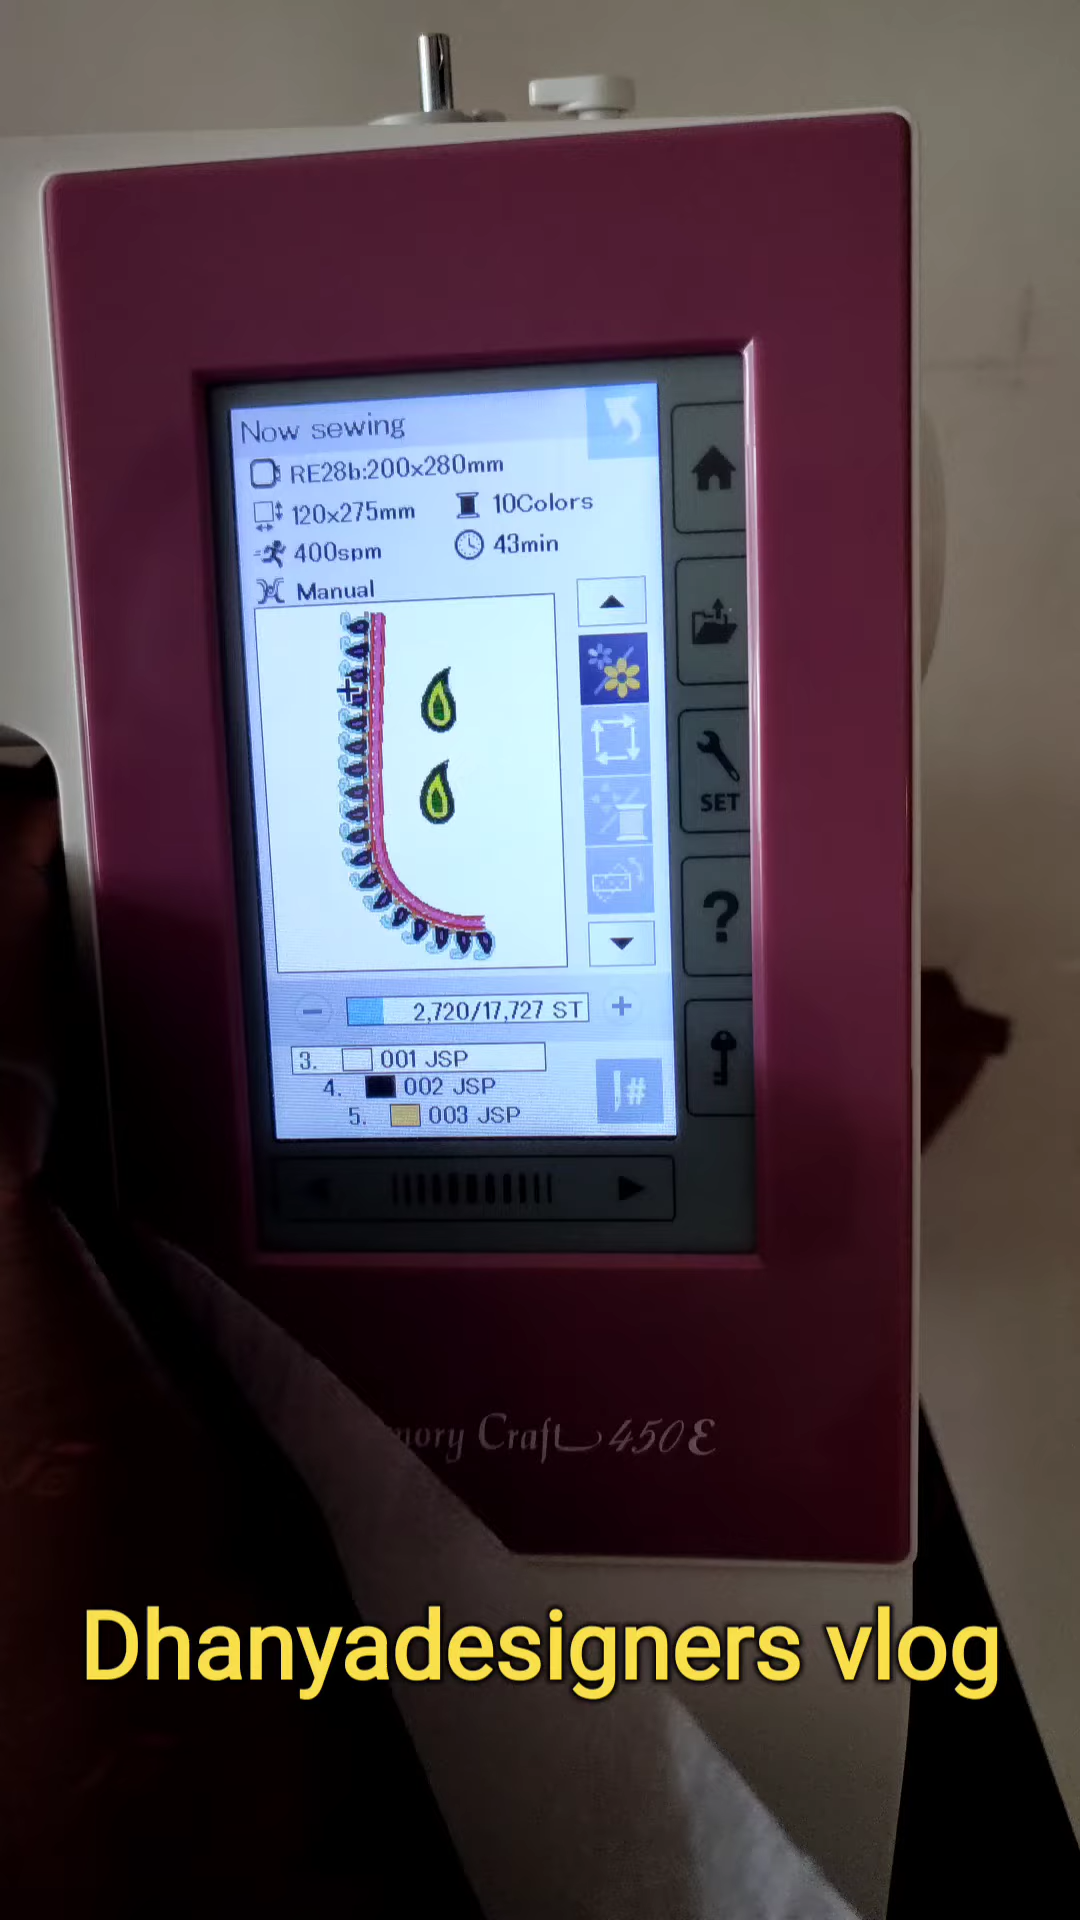 Now sewing
RE28b:200x280mm
120x275mm 10Colors
400spm 43min
Manual
SET
?
− 2,720/17,727 ST +
3. 001 JSP
4. 002 JSP
5. 003 JSP
#
Craft 450E
Dhanyadesigners vlog